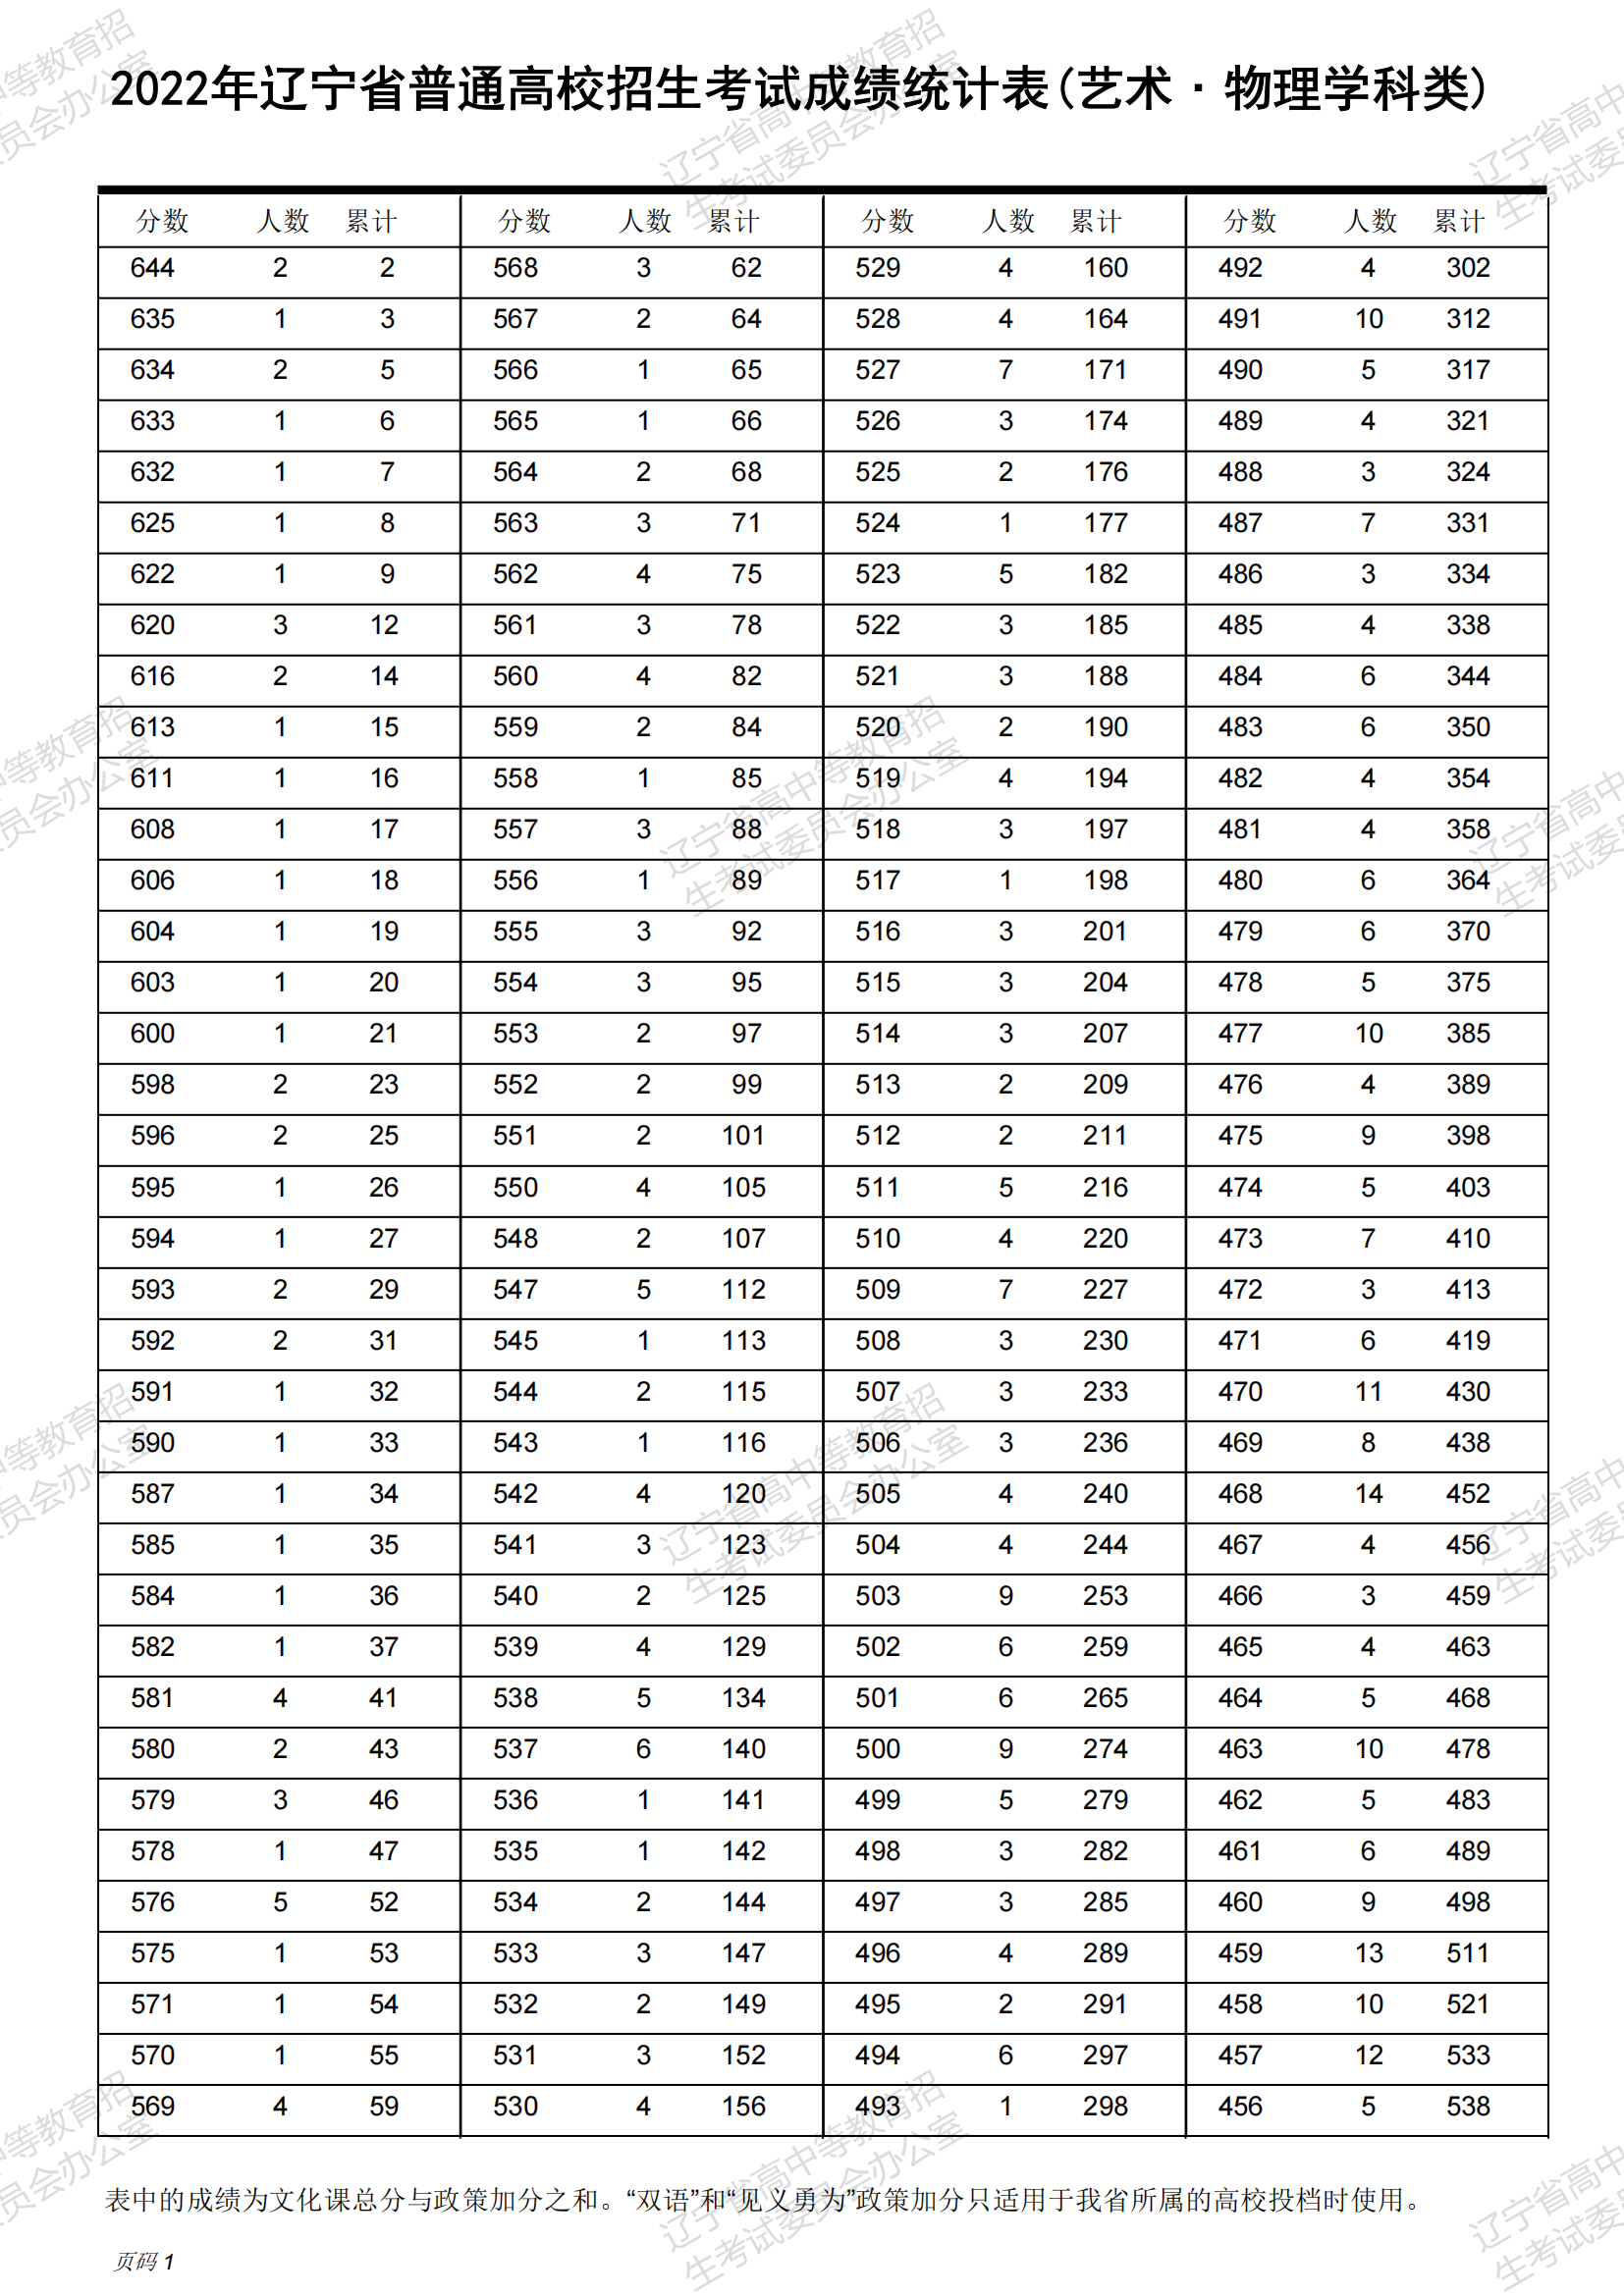 2022年辽宁省普通高校招生考试成绩统计表(艺术·物理学科类)
分数 人数 累计 分数 人数 累计 分数 人数 累计 分数 人数 累计
644 2 2 568 3 62 529 4 160 492 4 302
635 1 3 567 2 64 528 4 164 491 10 312
634 2 5 566 1 65 527 7 171 490 5 317
633 1 6 565 1 66 526 3 174 489 4 321
632 1 7 564 2 68 525 2 176 488 3 324
625 1 8 563 3 71 524 1 177 487 7 331
622 1 9 562 4 75 523 5 182 486 3 334
620 3 12 561 3 78 522 3 185 485 4 338
616 2 14 560 4 82 521 3 188 484 6 344
613 1 15 559 2 84 520 2 190 483 6 350
611 1 16 558 1 85 519 4 194 482 4 354
608 1 17 557 3 88 518 3 197 481 4 358
606 1 18 556 1 89 517 1 198 480 6 364
604 1 19 555 3 92 516 3 201 479 6 370
603 1 20 554 3 95 515 3 204 478 5 375
600 1 21 553 2 97 514 3 207 477 10 385
598 2 23 552 2 99 513 2 209 476 4 389
596 2 25 551 2 101 512 2 211 475 9 398
595 1 26 550 4 105 511 5 216 474 5 403
594 1 27 548 2 107 510 4 220 473 7 410
593 2 29 547 5 112 509 7 227 472 3 413
592 2 31 545 1 113 508 3 230 471 6 419
591 1 32 544 2 115 507 3 233 470 11 430
590 1 33 543 1 116 506 3 236 469 8 438
587 1 34 542 4 120 505 4 240 468 14 452
585 1 35 541 3 123 504 4 244 467 4 456
584 1 36 540 2 125 503 9 253 466 3 459
582 1 37 539 4 129 502 6 259 465 4 463
581 4 41 538 5 134 501 6 265 464 5 468
580 2 43 537 6 140 500 9 274 463 10 478
579 3 46 536 1 141 499 5 279 462 5 483
578 1 47 535 1 142 498 3 282 461 6 489
576 5 52 534 2 144 497 3 285 460 9 498
575 1 53 533 3 147 496 4 289 459 13 511
571 1 54 532 2 149 495 2 291 458 10 521
570 1 55 531 3 152 494 6 297 457 12 533
569 4 59 530 4 156 493 1 298 456 5 538
表中的成绩为文化课总分与政策加分之和。“双语”和“见义勇为”政策加分只适用于我省所属的高校投档时使用。
页码 1
辽宁省高中等教育招
生考试委员会办公室